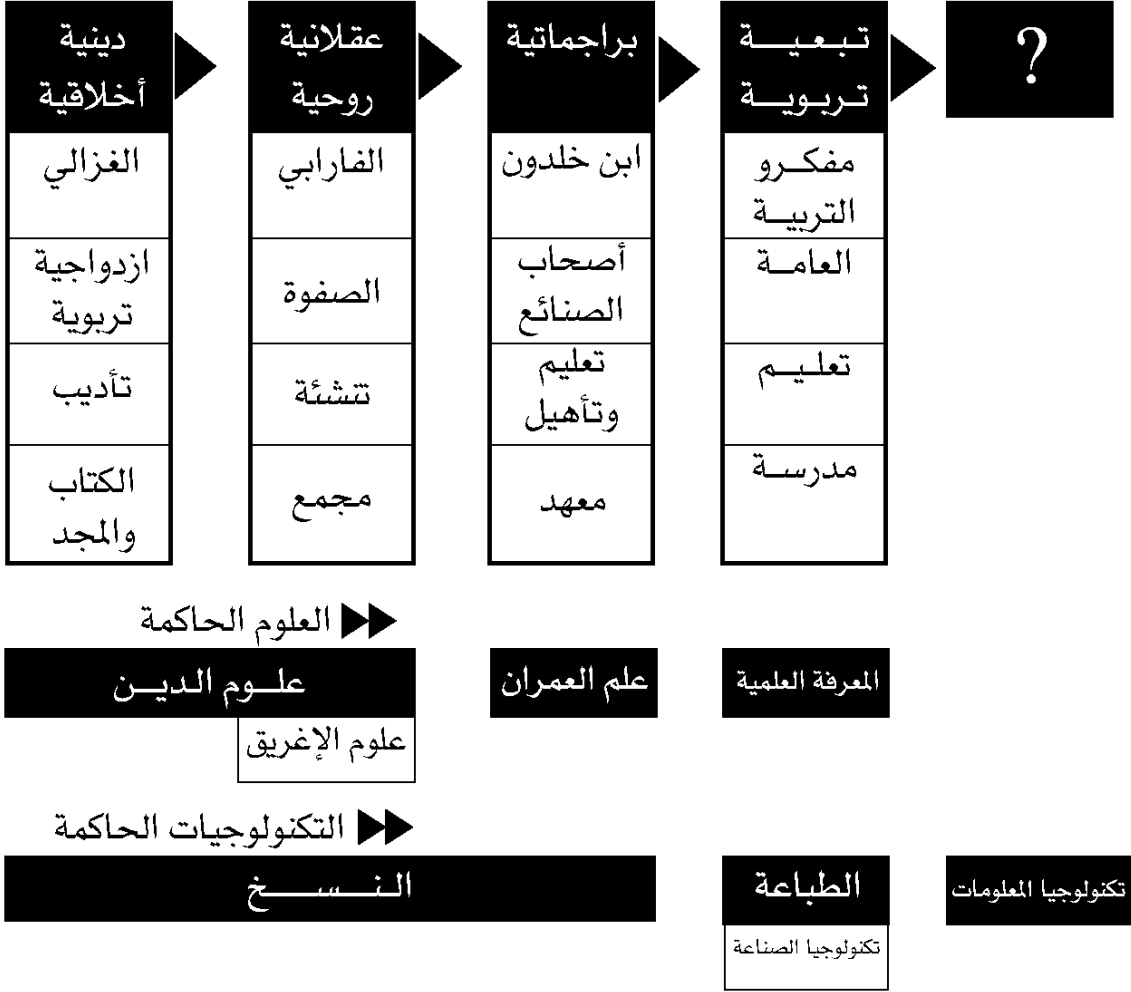 دينية
أخلاقية
عقلانية
روحية
براجماتية
تبعية
تربوية
?
الغزالي
الفارابي
ابن خلدون
مفكرو
التربية
ازدواجية
تربوية
الصفوة
أصحاب
الصنائع
العامة
تأديب
تنشئة
تعليم
وتأهيل
تعليم
الكتاب
والمجد
مجمع
معهد
مدرسة
العلوم الحاكمة
علوم الدين
علم العمران
المعرفة العلمية
علوم الإغريق
التكنولوجيات الحاكمة
النسخ
الطباعة
تكنولوجيا المعلومات
تكنولوجيا الصناعة